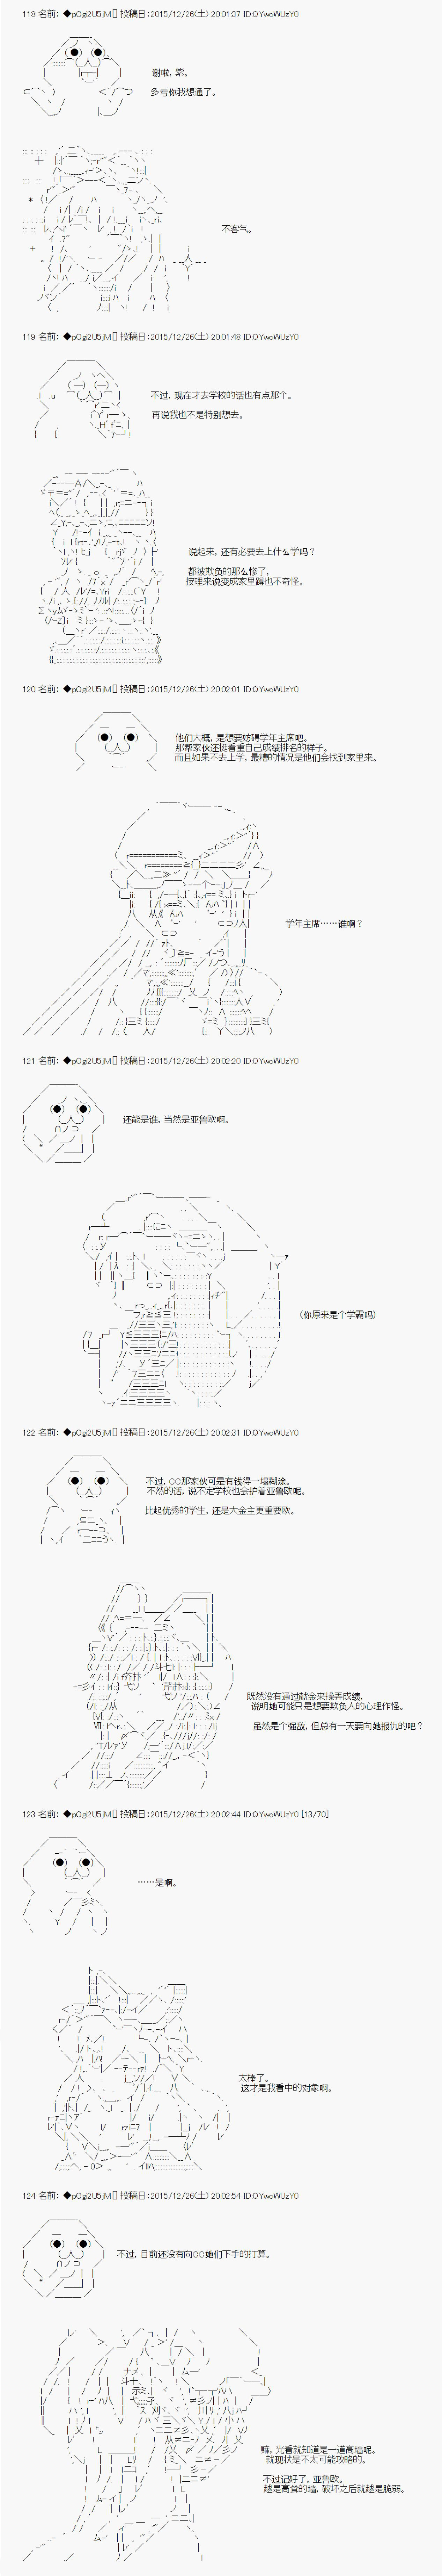 118 名前: ◆pOgi2U5jM[] 投稿日:2015/12/26(土) 20:01:37 ID:QYwoWUzY0
谢啦，紫。
多亏你我想通了。
不客气。
119 名前: ◆pOgi2U5jM[] 投稿日:2015/12/26(土) 20:01:48 ID:QYwoWUzY0
不过，现在才去学校的话也有点那个。
再说我也不是特别想去。
说起来，还有必要去上什么学吗？
都被欺负的那么惨了，
按理来说变成家里蹲也不奇怪。
120 名前: ◆pOgi2U5jM[] 投稿日:2015/12/26(土) 20:02:01 ID:QYwoWUzY0
他们大概，是想要妨碍学年主席吧。
那帮家伙还挺看重自己成绩排名的样子。
而且如果不去上学，最糟的情况是他们会找到家里来。
学年主席……谁啊？
121 名前: ◆pOgi2U5jM[] 投稿日:2015/12/26(土) 20:02:20 ID:QYwoWUzY0
还能是谁，当然是亚鲁欧啊。
(你原来是个学霸吗)
122 名前: ◆pOgi2U5jM[] 投稿日:2015/12/26(土) 20:02:31 ID:QYwoWUzY0
不过，CC那家伙可是有钱得一塌糊涂。
不然的话，说不定学校也会护着亚鲁欧呢。
比起优秀的学生，还是大金主更重要欧。
既然没有通过献金来操弄成绩，
说明她可能只是想要欺负人的心理作怪。
虽然是个强敌，但总有一天要向她报仇的吧？
123 名前: ◆pOgi2U5jM[] 投稿日:2015/12/26(土) 20:02:44 ID:QYwoWUzY0 [13/70]
……是啊。
太棒了。
这才是我看中的对象啊。
124 名前: ◆pOgi2U5jM[] 投稿日:2015/12/26(土) 20:02:54 ID:QYwoWUzY0
不过，目前还没有向CC她们下手的打算。
嘛，光看就知道是一道高墙呢。
就现状是不太可能攻略的。
不过记好了，亚鲁欧。
越是高耸的墙，破坏之后就越是脆弱。